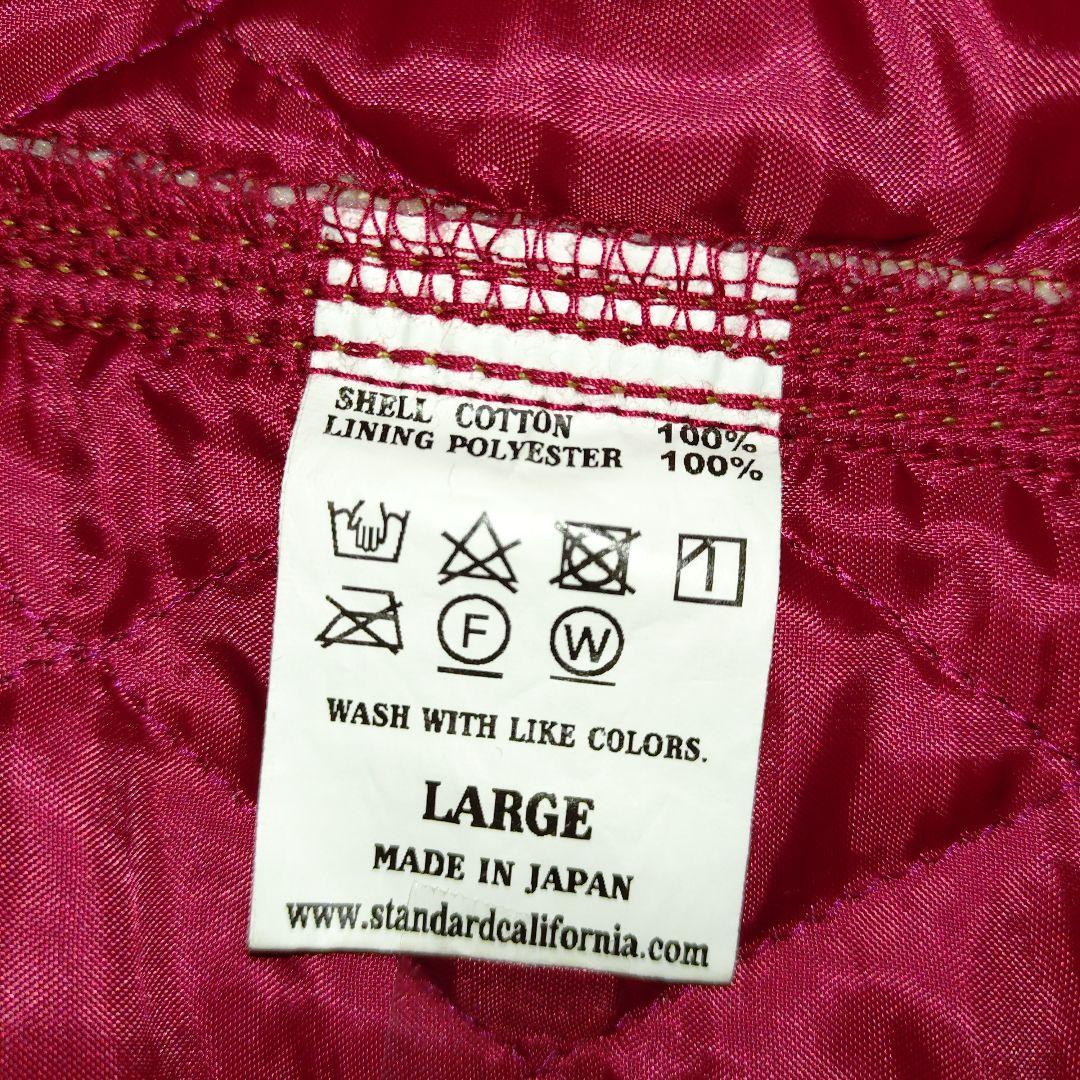 SHELL COTTON 100%
LINING POLYESTER 100%
F W
WASH WITH LIKE COLORS.
LARGE
MADE IN JAPAN
www.standardcalifornia.com